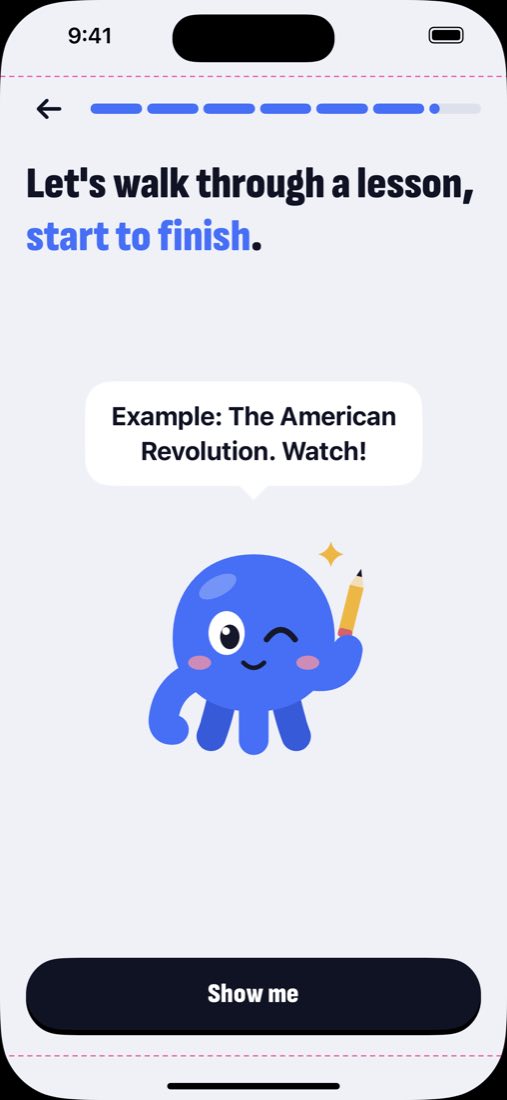 9:41
Let's walk through a lesson,
start to finish.
Example: The American
Revolution. Watch!
Show me